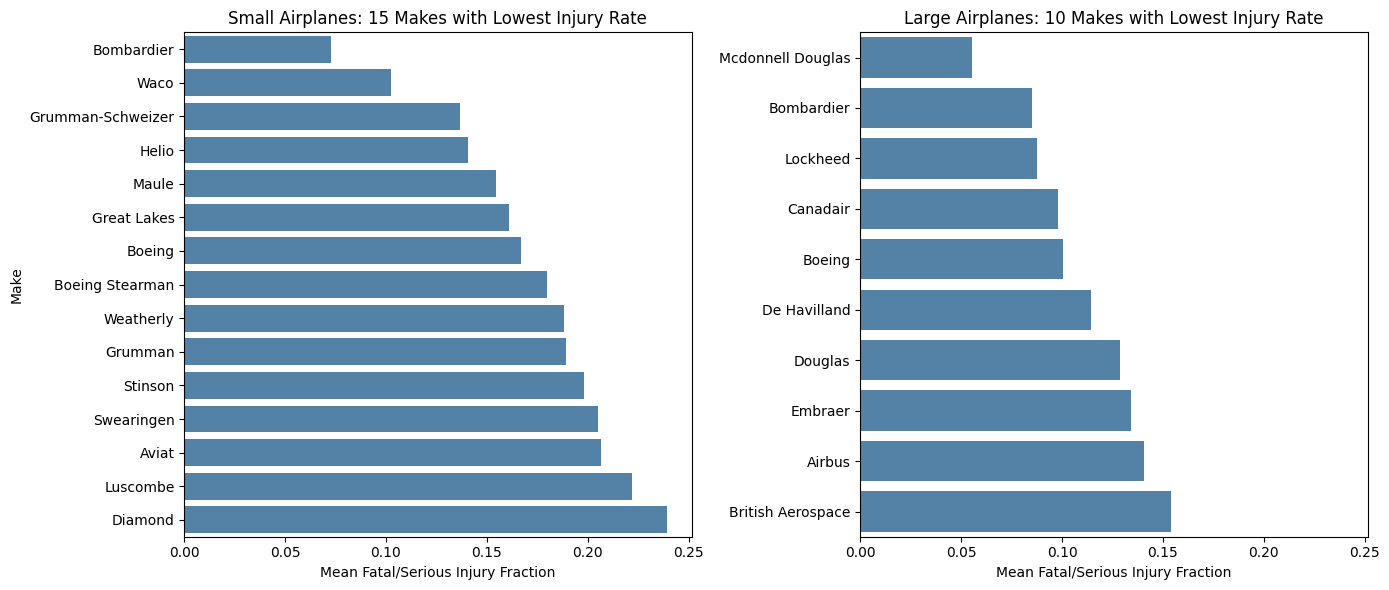 Small Airplanes: 15 Makes with Lowest Injury Rate
Make
Bombardier
Waco
Grumman-Schweizer
Helio
Maule
Great Lakes
Boeing
Boeing Stearman
Weatherly
Grumman
Stinson
Swearingen
Aviat
Luscombe
Diamond
0.00 0.05 0.10 0.15 0.20 0.25
Mean Fatal/Serious Injury Fraction
Large Airplanes: 10 Makes with Lowest Injury Rate
Mcdonnell Douglas
Bombardier
Lockheed
Canadair
Boeing
De Havilland
Douglas
Embraer
Airbus
British Aerospace
0.00 0.05 0.10 0.15 0.20 0.25
Mean Fatal/Serious Injury Fraction